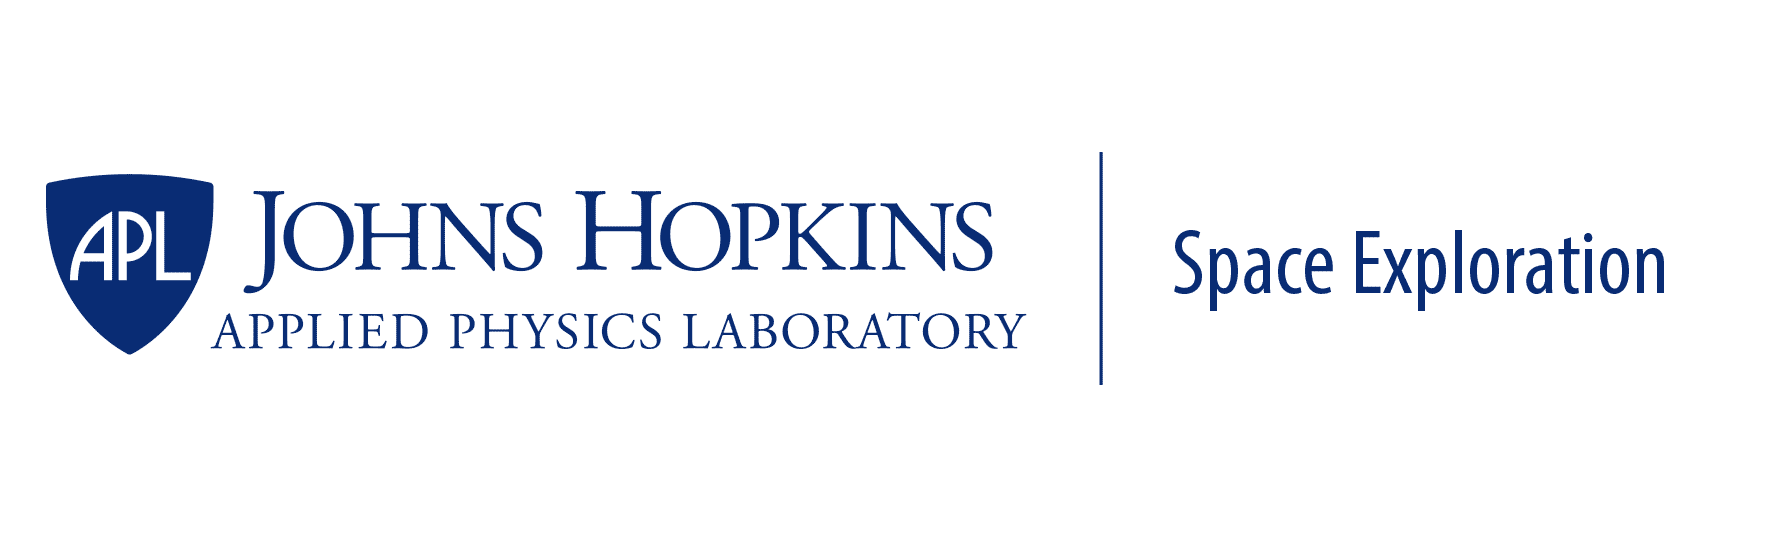 APL
JOHNS HOPKINS
APPLIED PHYSICS LABORATORY
Space Exploration